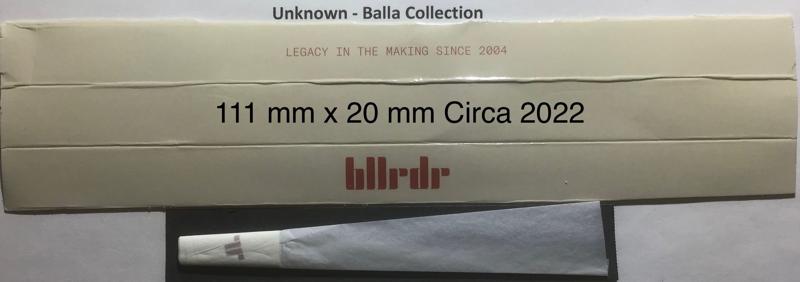 Unknown - Balla Collection
LEGACY IN THE MAKING SINCE 2004
111 mm x 20 mm Circa 2022
bllrdr